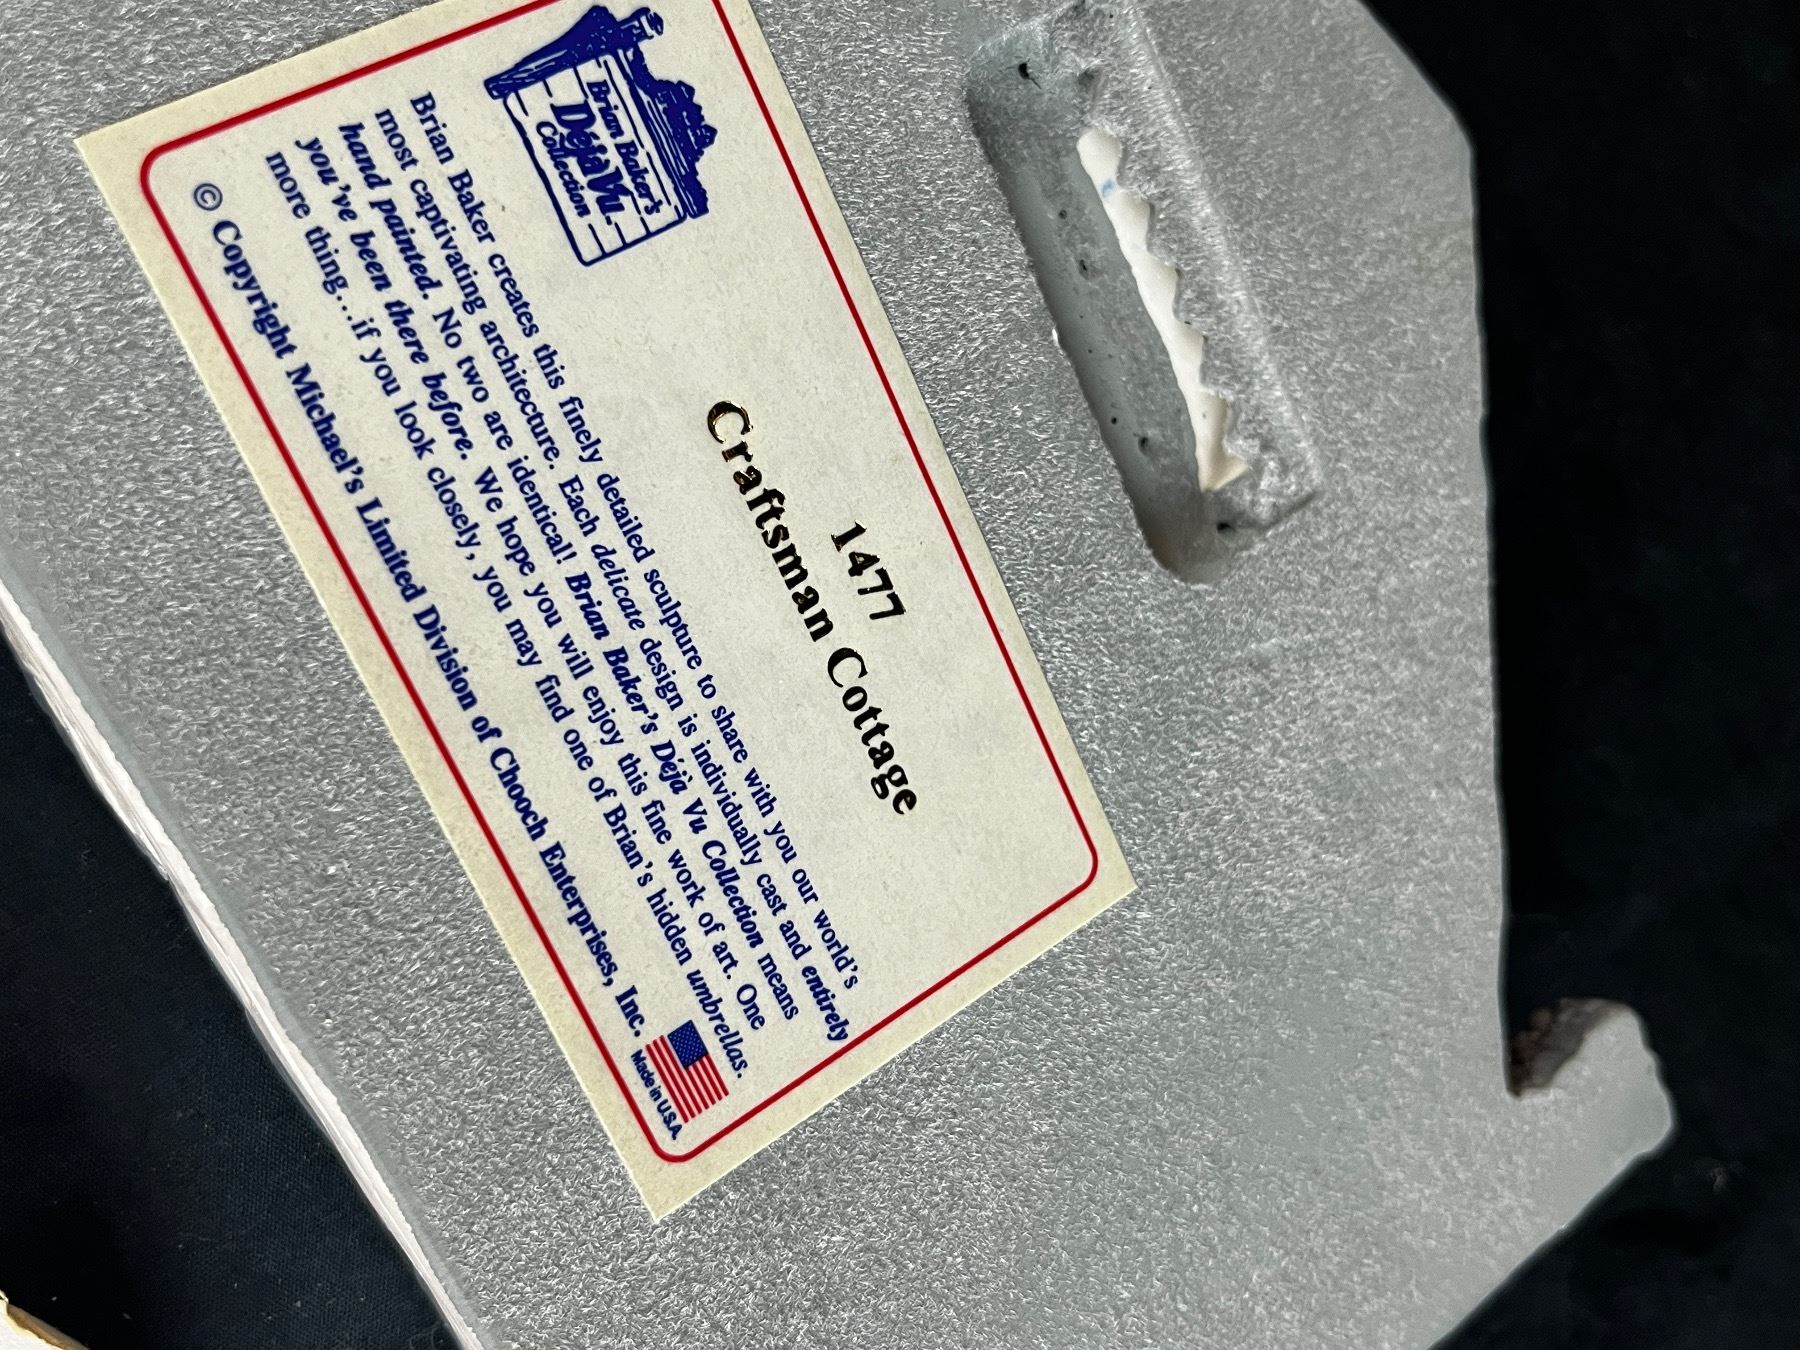 Brian Baker's
Déjà Vu
Collection
1477
Craftsman Cottage
Brian Baker creates this finely detailed sculpture to share with you our world's
most captivating architecture. Each delicate design is individually cast and entirely
hand painted. No two are identical! Brian Baker's Déjà Vu Collection means
you've been there before. We hope you will enjoy this fine work of art. One
more thing...if you look closely, you may find one of Brian's hidden umbrellas.
© Copyright Michael's Limited Division of Chooch Enterprises, Inc.
Made in U.S.A.